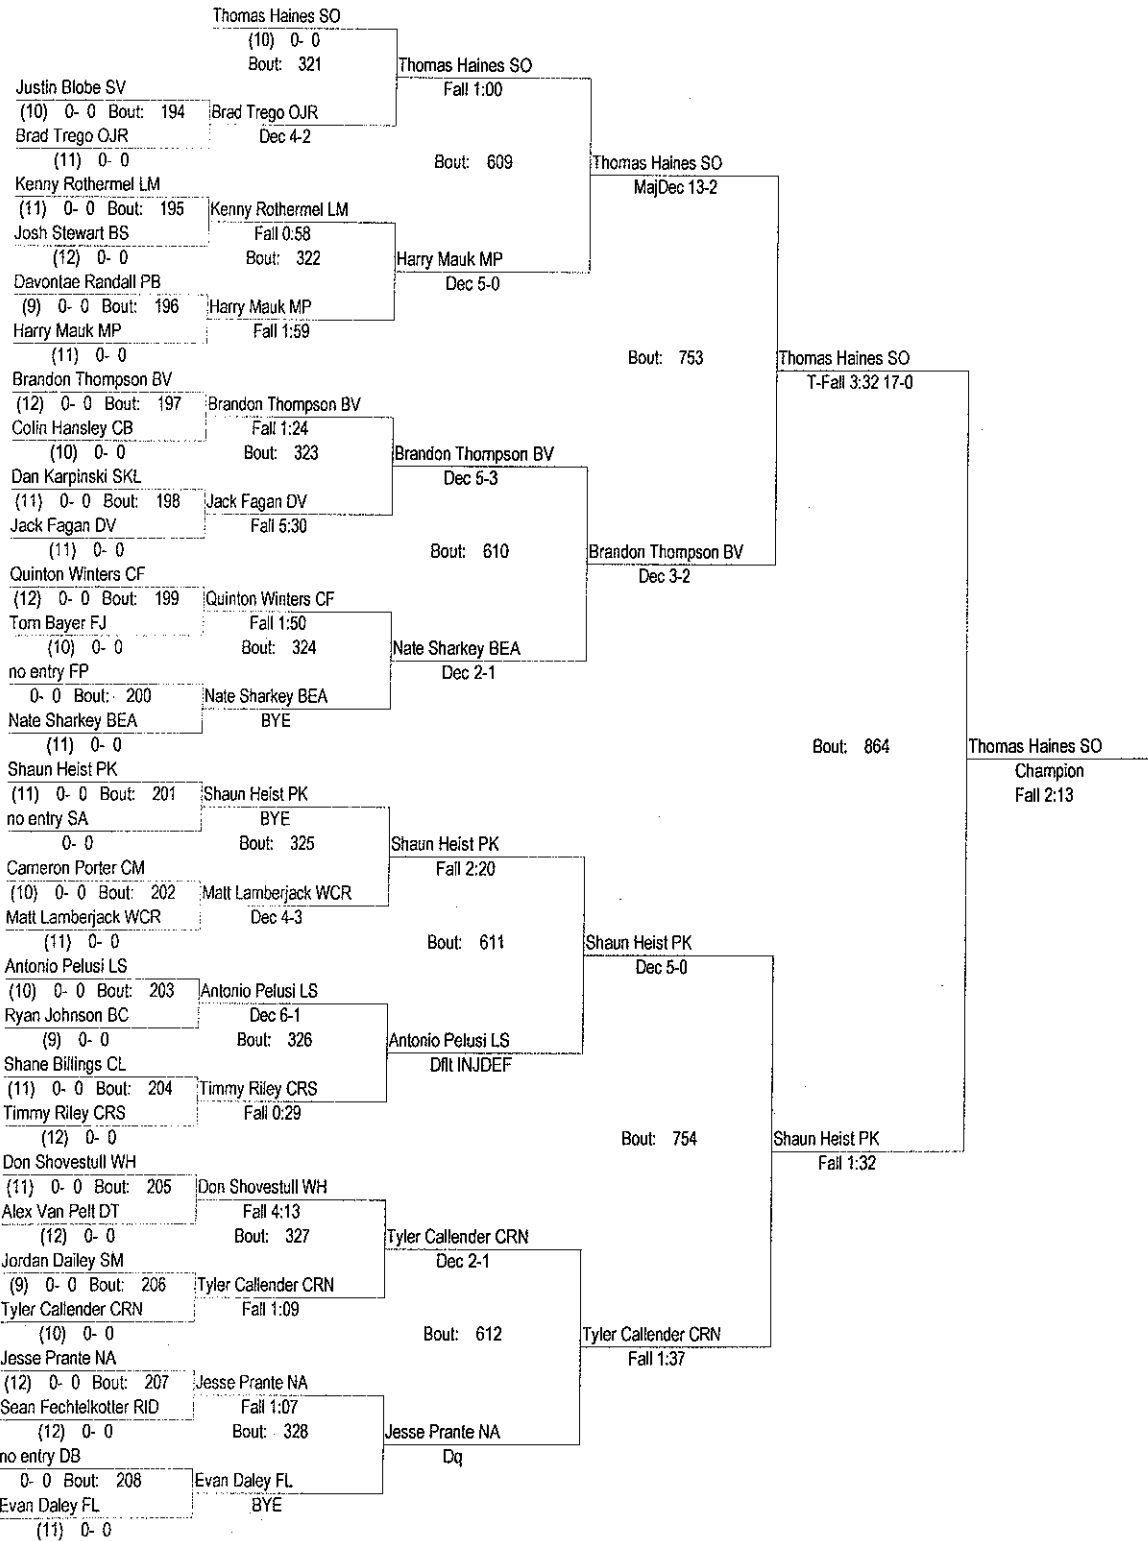 Thomas Haines SO
(10) 0- 0
Bout: 321
Thomas Haines SO
Fall 1:00
Justin Blobe SV
(10) 0- 0 Bout: 194
Brad Trego OJR
Brad Trego OJR
Dec 4-2
(11) 0- 0
Bout: 609
Thomas Haines SO
MajDec 13-2
Kenny Rothermel LM
(11) 0- 0 Bout: 195
Kenny Rothermel LM
Josh Stewart BS
Fall 0:58
(12) 0- 0
Bout: 322
Harry Mauk MP
Dec 5-0
Davontae Randall PB
(9) 0- 0 Bout: 196
Harry Mauk MP
Harry Mauk MP
Fall 1:59
(11) 0- 0
Bout: 753
Thomas Haines SO
T-Fall 3:32 17-0
Brandon Thompson BV
(12) 0- 0 Bout: 197
Brandon Thompson BV
Colin Hansley CB
Fall 1:24
(10) 0- 0
Bout: 323
Brandon Thompson BV
Dec 5-3
Dan Karpinski SKL
(11) 0- 0 Bout: 198
Jack Fagan DV
Jack Fagan DV
Fall 5:30
(11) 0- 0
Bout: 610
Brandon Thompson BV
Dec 3-2
Quinton Winters CF
(12) 0- 0 Bout: 199
Quinton Winters CF
Tom Bayer FJ
Fall 1:50
(10) 0- 0
Bout: 324
Nate Sharkey BEA
Dec 2-1
no entry FP
0- 0 Bout: 200
Nate Sharkey BEA
Nate Sharkey BEA
BYE
(11) 0- 0
Bout: 864
Thomas Haines SO
Champion
Fall 2:13
Shaun Heist PK
(11) 0- 0 Bout: 201
Shaun Heist PK
no entry SA
BYE
0- 0
Bout: 325
Shaun Heist PK
Fall 2:20
Cameron Porter CM
(10) 0- 0 Bout: 202
Matt Lamberjack WCR
Matt Lamberjack WCR
Dec 4-3
(11) 0- 0
Bout: 611
Shaun Heist PK
Dec 5-0
Antonio Pelusi LS
(10) 0- 0 Bout: 203
Antonio Pelusi LS
Ryan Johnson BC
Dec 6-1
(9) 0- 0
Bout: 326
Antonio Pelusi LS
Dflt INJDEF
Shane Billings CL
(11) 0- 0 Bout: 204
Timmy Riley CRS
Timmy Riley CRS
Fall 0:29
(12) 0- 0
Bout: 754
Shaun Heist PK
Fall 1:32
Don Shovestull WH
(11) 0- 0 Bout: 205
Don Shovestull WH
Alex Van Pelt DT
Fall 4:13
(12) 0- 0
Bout: 327
Tyler Callender CRN
Dec 2-1
Jordan Dailey SM
(9) 0- 0 Bout: 206
Tyler Callender CRN
Tyler Callender CRN
Fall 1:09
(10) 0- 0
Bout: 612
Tyler Callender CRN
Fall 1:37
Jesse Prante NA
(12) 0- 0 Bout: 207
Jesse Prante NA
Sean Fechtelkotter RID
Fall 1:07
(12) 0- 0
Bout: 328
Jesse Prante NA
Dq
no entry DB
0- 0 Bout: 208
Evan Daley FL
Evan Daley FL
BYE
(11) 0- 0